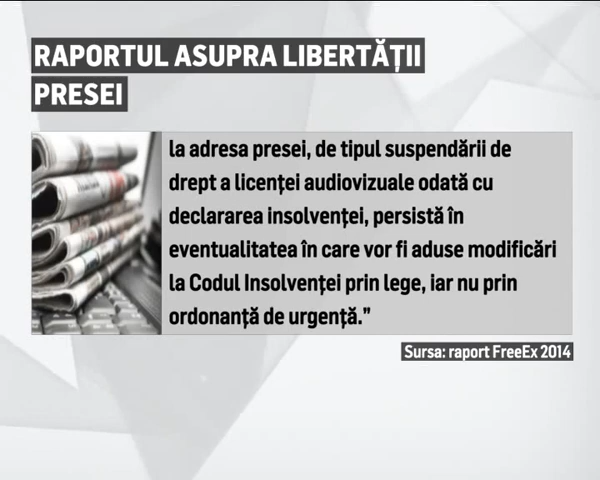 RAPORTUL ASUPRA LIBERTĂȚII
PRESEI
la adresa presei, de tipul suspendării de
drept a licenței audiovizuale odată cu
declararea insolvenței, persistă în
eventualitatea în care vor fi aduse modificări
la Codul Insolvenței prin lege, iar nu prin
ordonanță de urgență.”
Sursa: raport FreeEx 2014